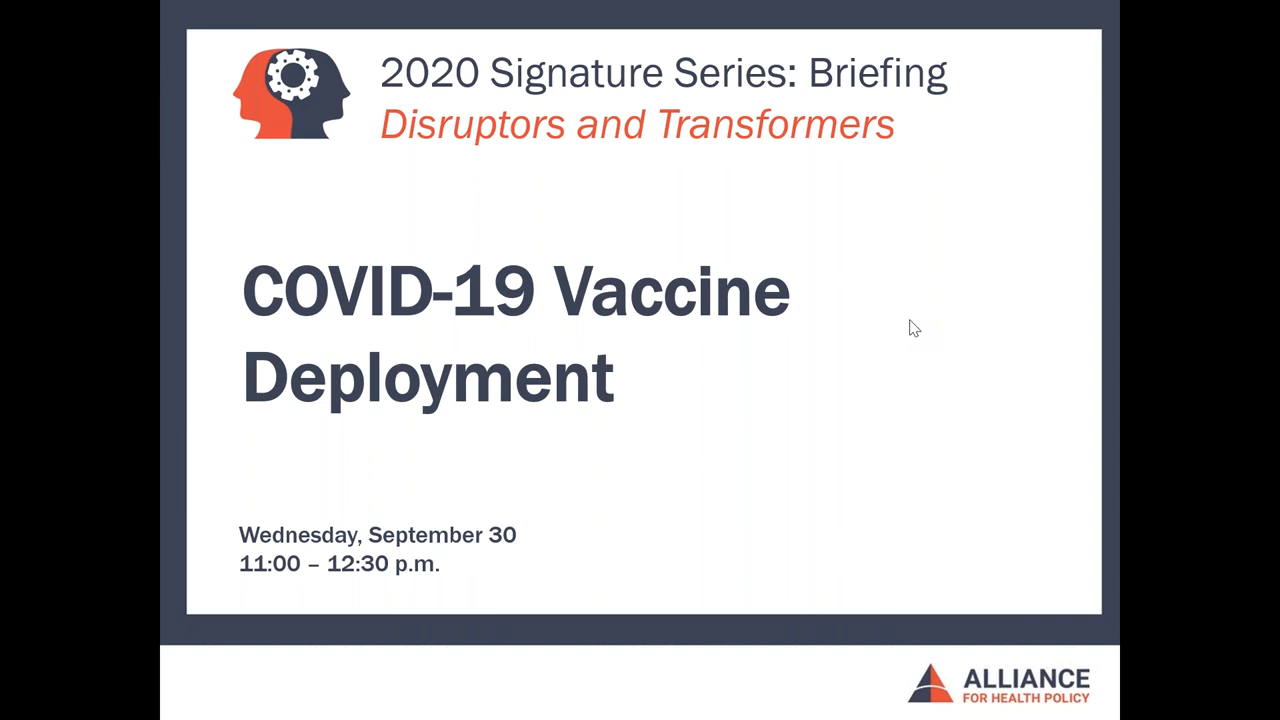 2020 Signature Series: Briefing
Disruptors and Transformers
COVID-19 Vaccine
Deployment
Wednesday, September 30
11:00 – 12:30 p.m.
ALLIANCE
FOR HEALTH POLICY